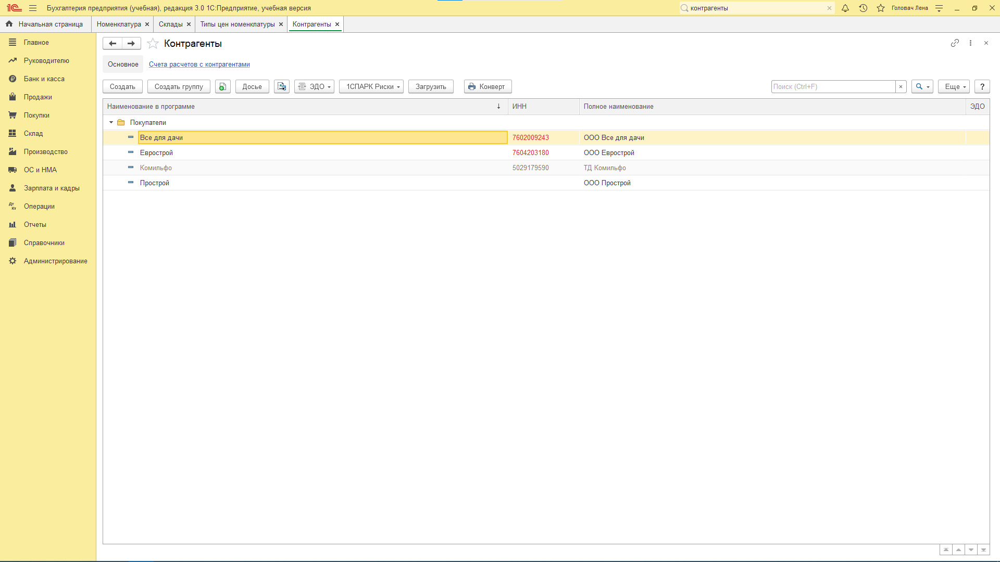 1С Бухгалтерия предприятия (учебная), редакция 3.0 1С:Предприятие, учебная версия контрагенты Головач Лена
Начальная страница Номенклатура Склады Типы цен номенклатуры Контрагенты
Главное
Руководителю
Банк и касса
Продажи
Покупки
Склад
Производство
ОС и НМА
Зарплата и кадры
Дт Кт Операции
Отчеты
Справочники
Администрирование
Контрагенты
Основное Счета расчетов с контрагентами
Создать Создать группу Досье ЭДО 1СПАРК Риски Загрузить Конверт Поиск (Ctrl+F) × Еще ?
Наименование в программе ↓ ИНН Полное наименование ЭДО
Покупатели
Все для дачи 7602009243 ООО Все для дачи
Еврострой 7604203180 ООО Еврострой
Комильфо 5029179590 ТД Комильфо
Прострой ООО Прострой